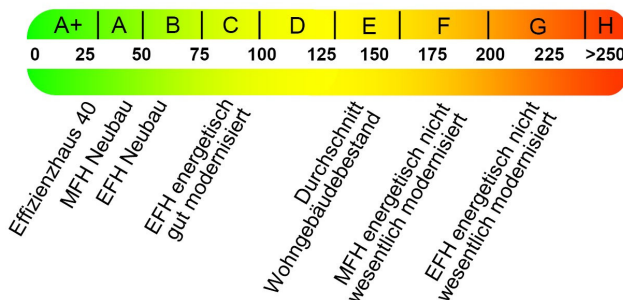 A+ A B C D E F G H
0 25 50 75 100 125 150 175 200 225 >250
Effizienzhaus 40
MFH Neubau
EFH Neubau
EFH energetisch
gut modernisiert
Durchschnitt
Wohngebäudebestand
MFH energetisch nicht
wesentlich modernisiert
EFH energetisch nicht
wesentlich modernisiert